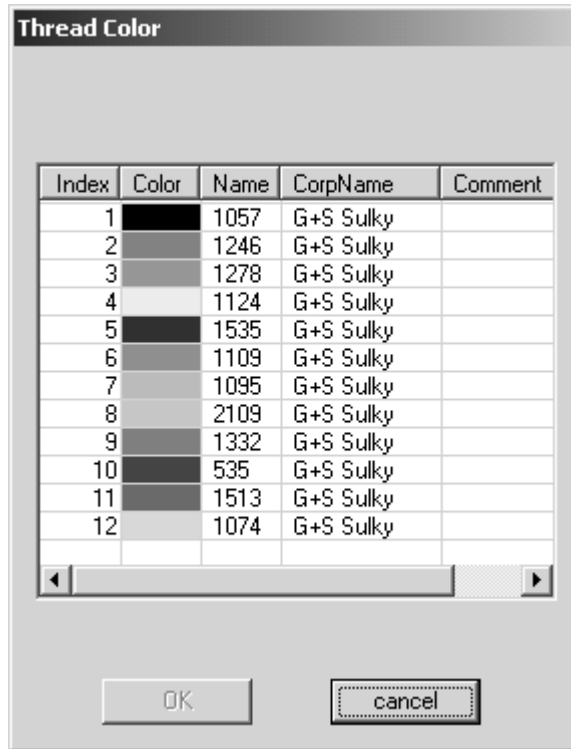 Thread Color
Index Color Name CorpName Comment
1 1057 G+S Sulky
2 1246 G+S Sulky
3 1278 G+S Sulky
4 1124 G+S Sulky
5 1535 G+S Sulky
6 1109 G+S Sulky
7 1095 G+S Sulky
8 2109 G+S Sulky
9 1332 G+S Sulky
10 535 G+S Sulky
11 1513 G+S Sulky
12 1074 G+S Sulky
OK cancel